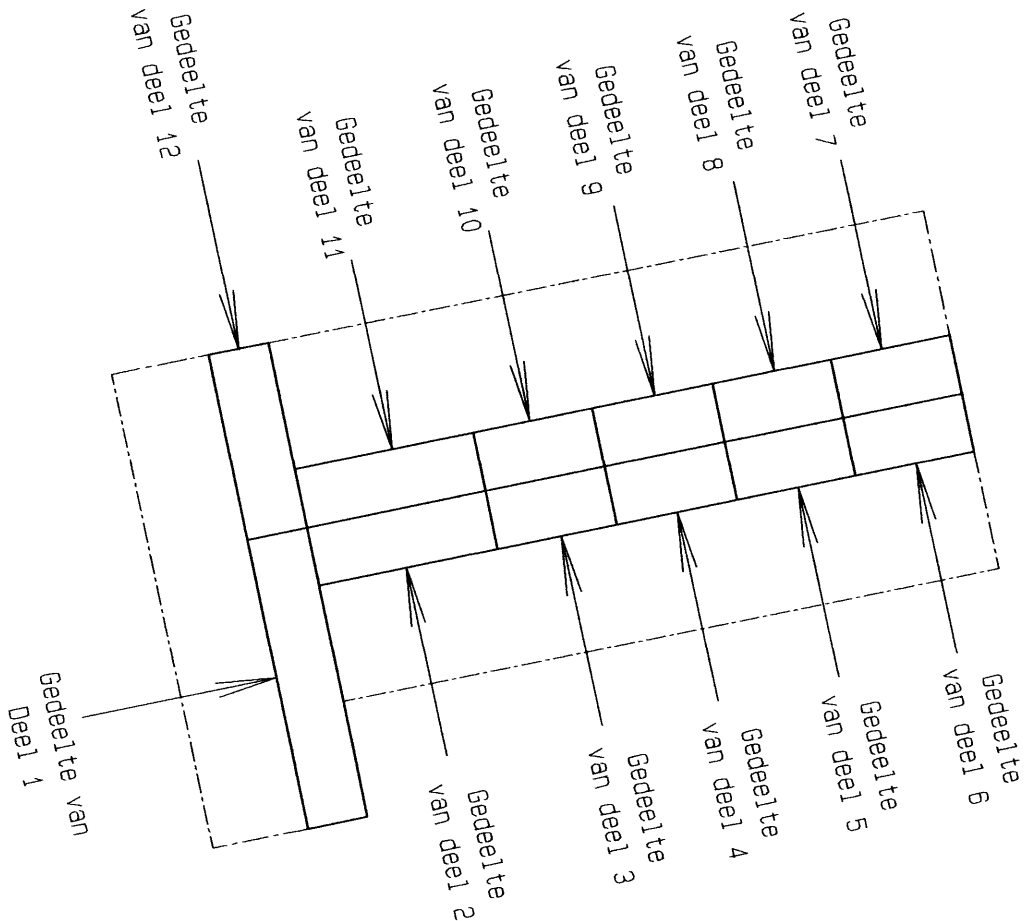 Gedeelte
van deel 12
Gedeelte
van deel 11
Gedeelte
van deel 10
Gedeelte
van deel 9
Gedeelte
van deel 8
Gedeelte
van deel 7
Gedeelte van
Deel 1
Gedeelte
van deel 2
Gedeelte
van deel 3
Gedeelte
van deel 4
Gedeelte
van deel 5
Gedeelte
van deel 6